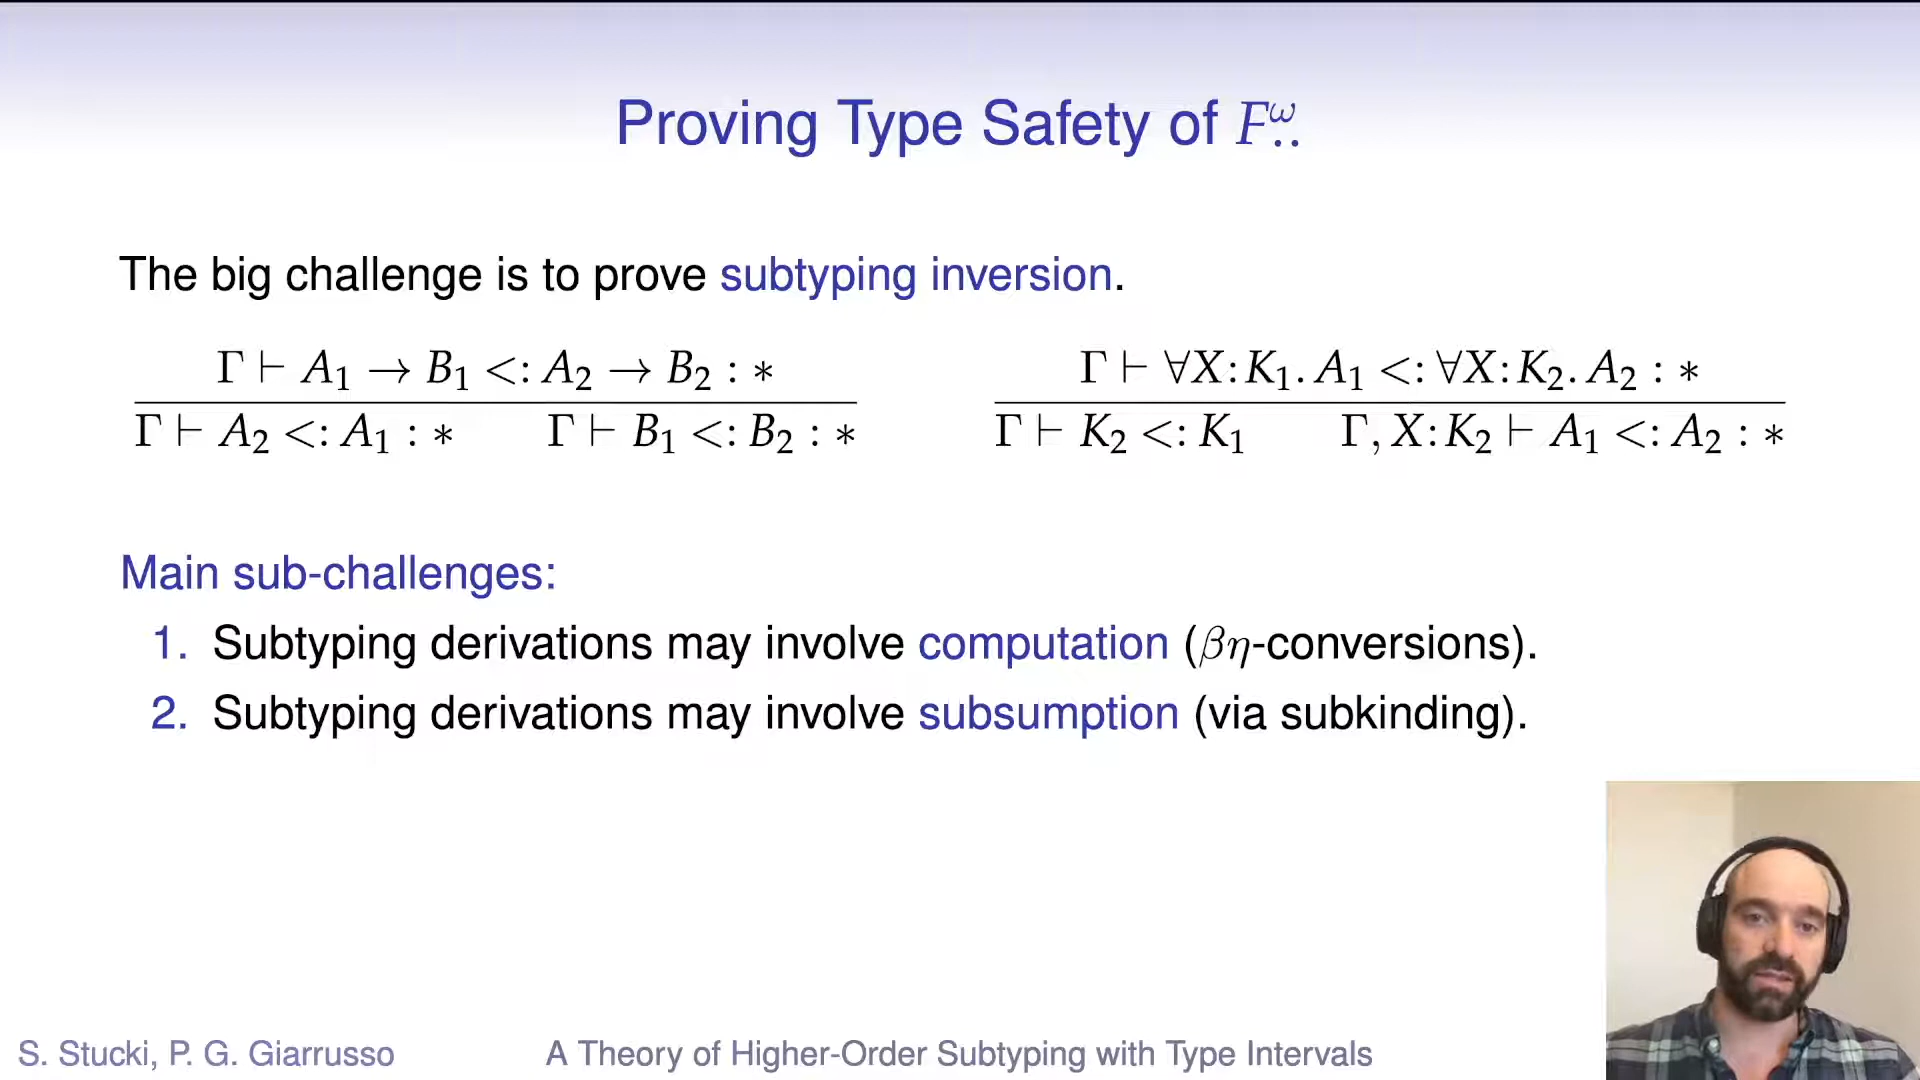 Proving Type Safety of F^ω_{..}
The big challenge is to prove subtyping inversion.
Γ ⊢ A₁ → B₁ <: A₂ → B₂ : ∗
Γ ⊢ A₂ <: A₁ : ∗ Γ ⊢ B₁ <: B₂ : ∗
Γ ⊢ ∀X:K₁. A₁ <: ∀X:K₂. A₂ : ∗
Γ ⊢ K₂ <: K₁ Γ, X:K₂ ⊢ A₁ <: A₂ : ∗
Main sub-challenges:
1. Subtyping derivations may involve computation (βη-conversions).
2. Subtyping derivations may involve subsumption (via subkinding).
S. Stucki, P. G. Giarrusso
A Theory of Higher-Order Subtyping with Type Intervals